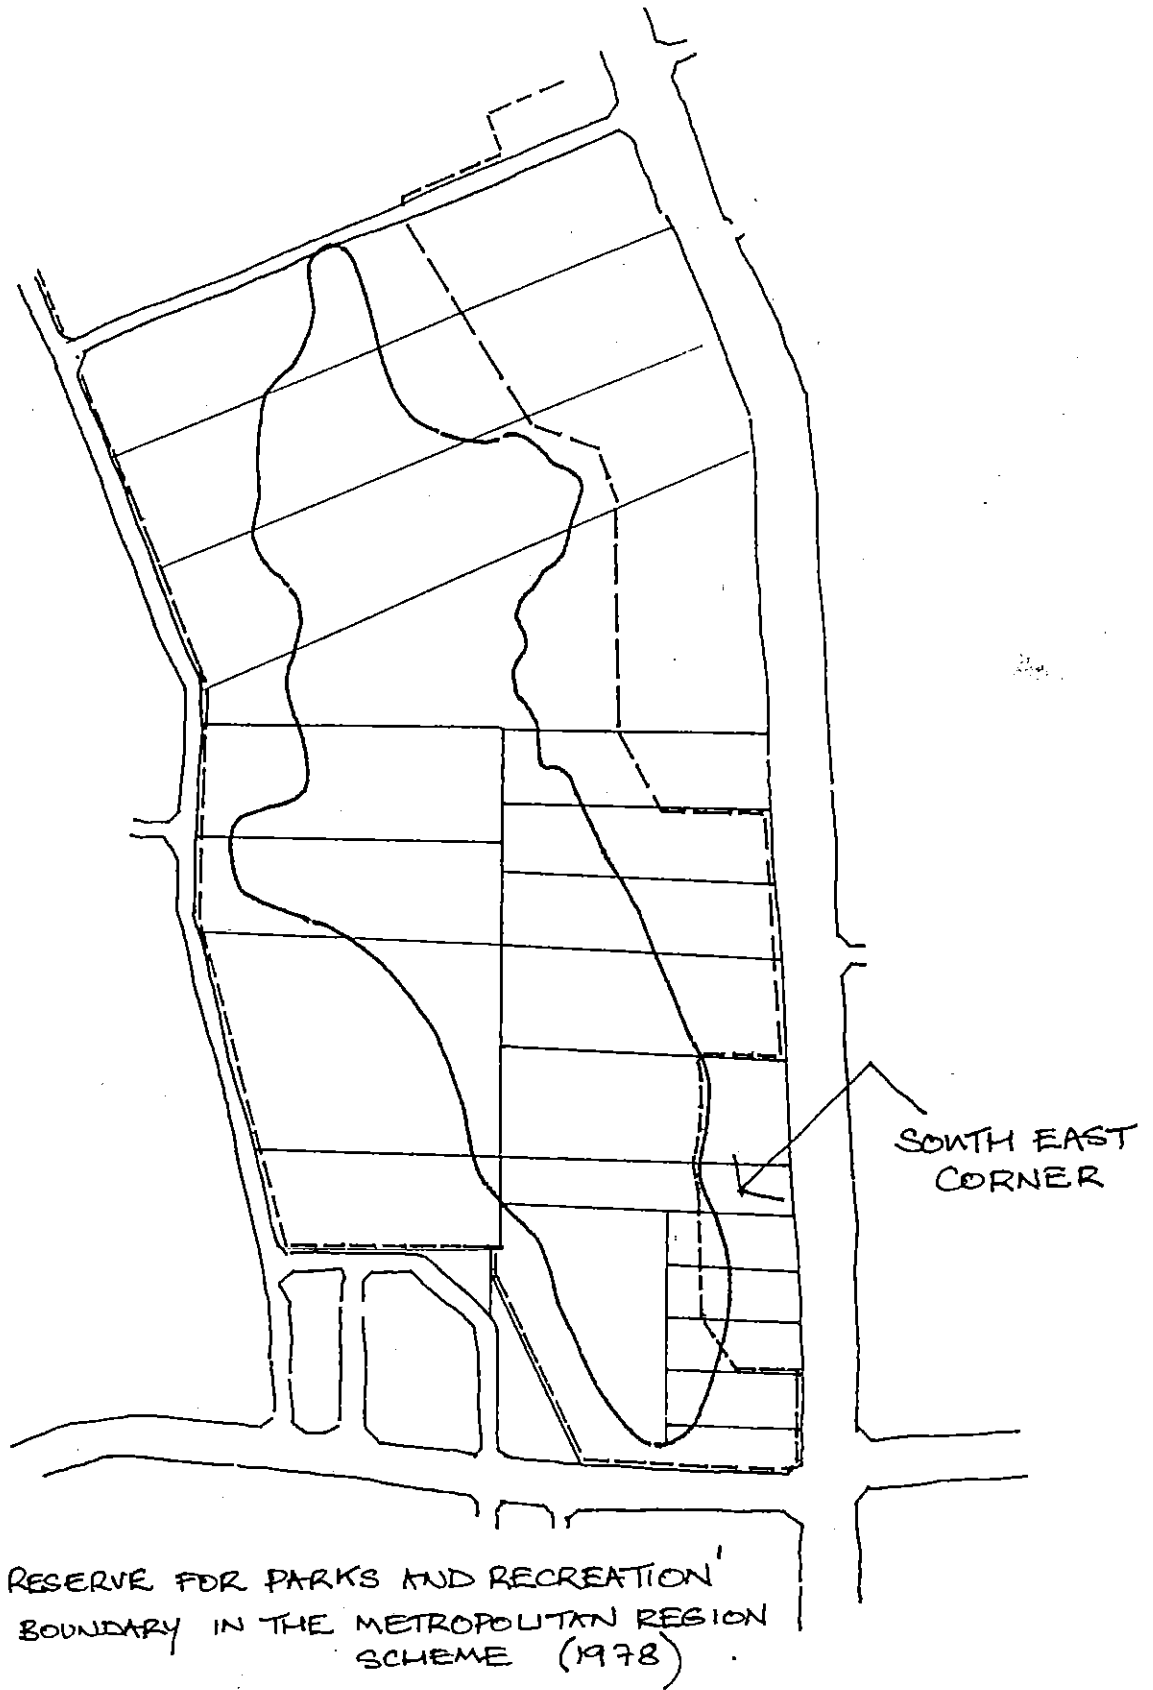 SOUTH EAST
CORNER
RESERVE FOR PARKS AND RECREATION'
BOUNDARY IN THE METROPOLITAN REGION
SCHEME (1978) .